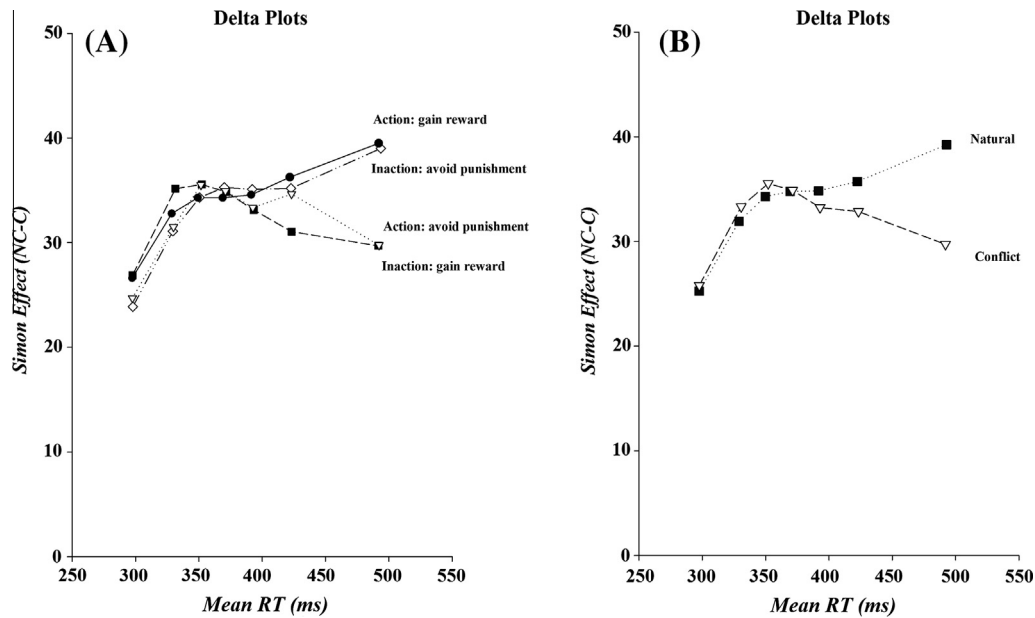 Delta Plots
(A)
50
40
30
20
10
0
Simon Effect (NC-C)
Action: gain reward
Inaction: avoid punishment
Action: avoid punishment
Inaction: gain reward
250 300 350 400 450 500 550
Mean RT (ms)
Delta Plots
(B)
50
40
30
20
10
0
Simon Effect (NC-C)
Natural
Conflict
250 300 350 400 450 500 550
Mean RT (ms)